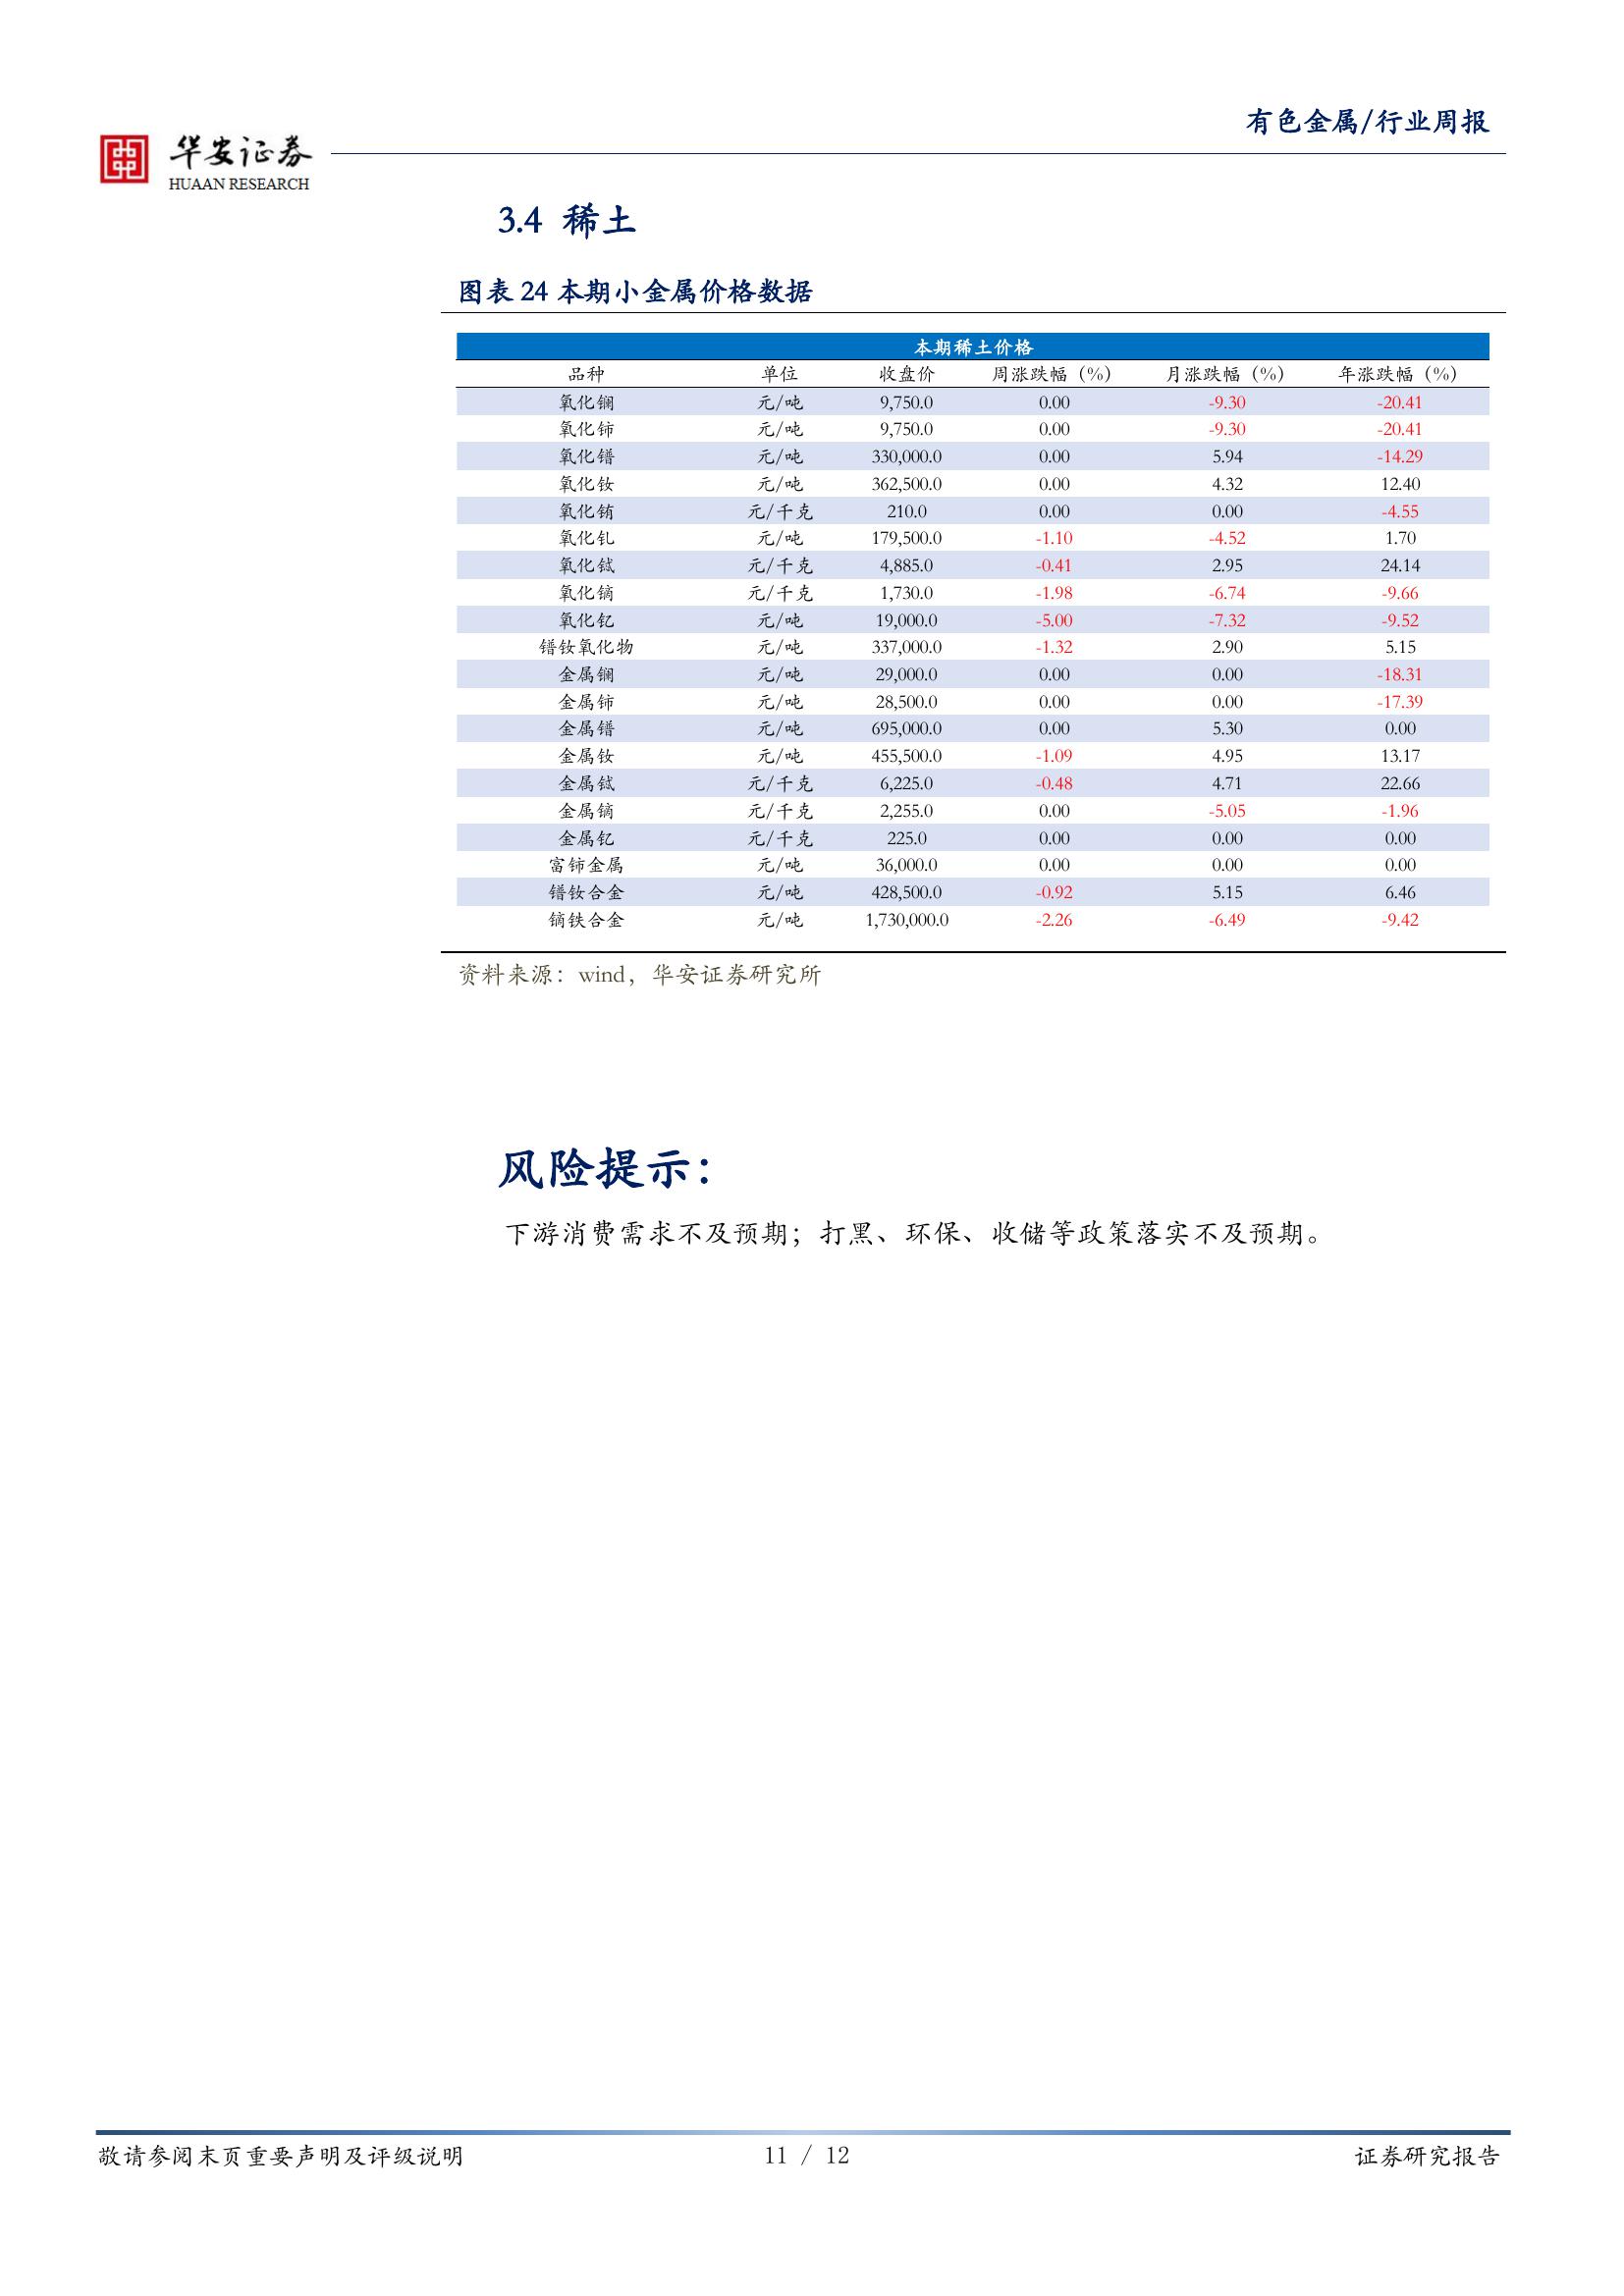 有色金属/行业周报
华安证券
HUAAN RESEARCH
3.4 稀土
图表 24 本期小金属价格数据
本期稀土价格
品种 单位 收盘价 周涨跌幅（%） 月涨跌幅（%） 年涨跌幅（%）
氧化镧 元/吨 9,750.0 0.00 -9.30 -20.41
氧化铈 元/吨 9,750.0 0.00 -9.30 -20.41
氧化镨 元/吨 330,000.0 0.00 5.94 -14.29
氧化钕 元/吨 362,500.0 0.00 4.32 12.40
氧化铕 元/千克 210.0 0.00 0.00 -4.55
氧化钆 元/吨 179,500.0 -1.10 -4.52 1.70
氧化铽 元/千克 4,885.0 -0.41 2.95 24.14
氧化镝 元/千克 1,730.0 -1.98 -6.74 -9.66
氧化钇 元/吨 19,000.0 -5.00 -7.32 -9.52
镨钕氧化物 元/吨 337,000.0 -1.32 2.90 5.15
金属镧 元/吨 29,000.0 0.00 0.00 -18.31
金属铈 元/吨 28,500.0 0.00 0.00 -17.39
金属镨 元/吨 695,000.0 0.00 5.30 0.00
金属钕 元/吨 455,500.0 -1.09 4.95 13.17
金属铽 元/千克 6,225.0 -0.48 4.71 22.66
金属镝 元/千克 2,255.0 0.00 -5.05 -1.96
金属钇 元/千克 225.0 0.00 0.00 0.00
富铈金属 元/吨 36,000.0 0.00 0.00 0.00
镨钕合金 元/吨 428,500.0 -0.92 5.15 6.46
镝铁合金 元/吨 1,730,000.0 -2.26 -6.49 -9.42
资料来源：wind，华安证券研究所
风险提示：
下游消费需求不及预期；打黑、环保、收储等政策落实不及预期。
敬请参阅末页重要声明及评级说明 11 / 12 证券研究报告